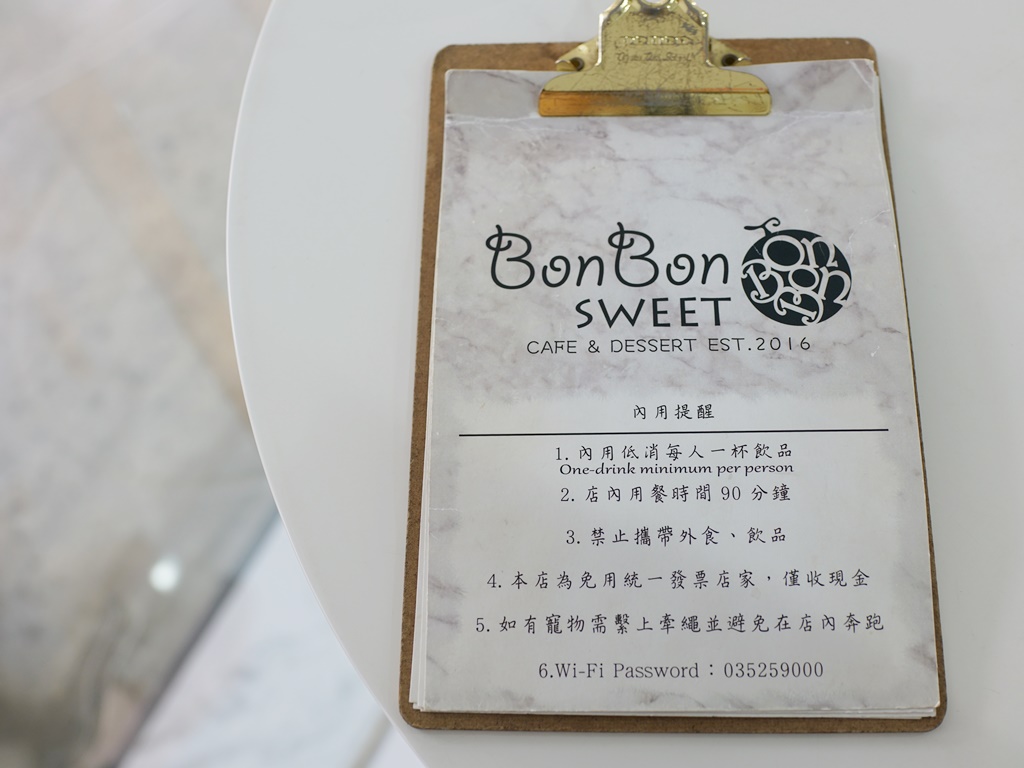 BonBon
SWEET
CAFE & DESSERT EST.2016
Bon Bon
內用提醒
1. 內用低消每人一杯飲品
One-drink minimum per person
2. 店內用餐時間 90 分鐘
3. 禁止攜帶外食、飲品
4. 本店為免用統一發票店家，僅收現金
5. 如有寵物需繫上牽繩並避免在店內奔跑
6.Wi-Fi Password：035259000